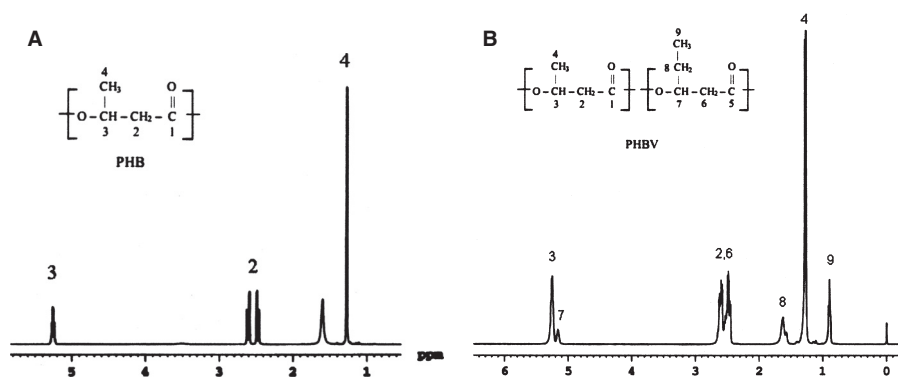 A
4
CH₃
O
O–CH–CH₂–C
3 2 1
PHB
3
2
4
5 4 3 2 1
ppm
B
9
CH₃
4 8 CH₂
CH₃ O O
O–CH–CH₂–C O–CH–CH₂–C
3 2 1 7 6 5
PHBV
3
7
2,6
8
4
9
6 5 4 3 2 1 0